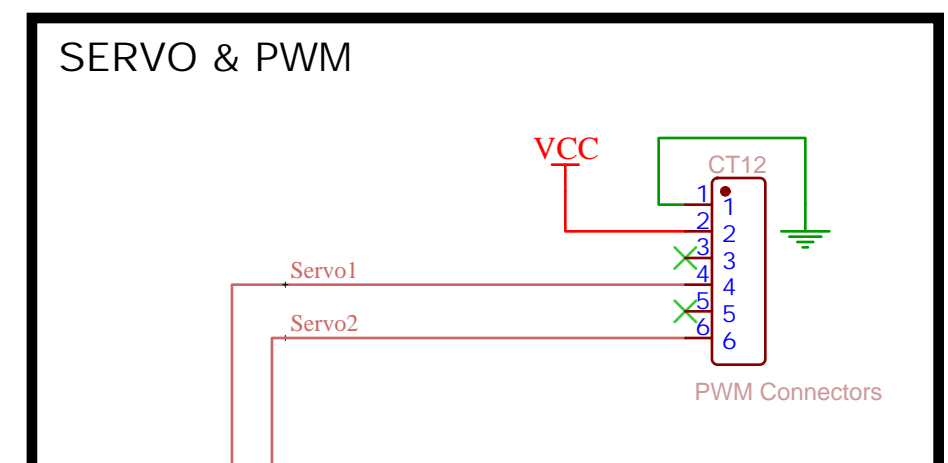 SERVO & PWM
VCC
CT12
1 1
2 2
3 3
4 4
5 5
6 6
Servo1
Servo2
PWM Connectors